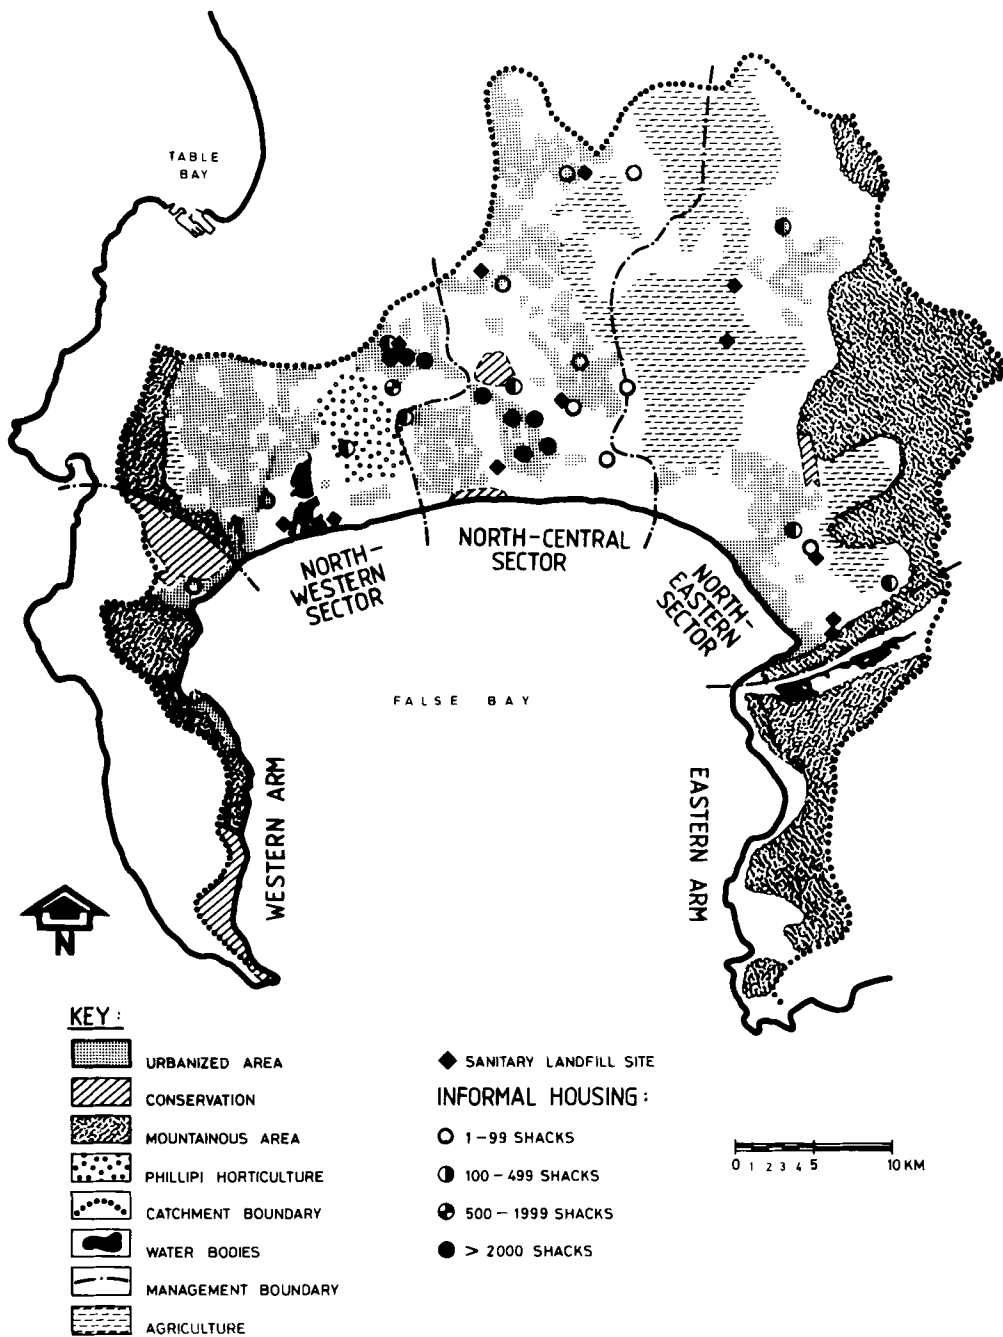 TABLE
BAY
NORTH-
WESTERN
SECTOR
NORTH-CENTRAL
SECTOR
NORTH-
EASTERN
SECTOR
FALSE BAY
WESTERN ARM
EASTERN ARM
N
KEY:
URBANIZED AREA
CONSERVATION
MOUNTAINOUS AREA
PHILLIPI HORTICULTURE
CATCHMENT BOUNDARY
WATER BODIES
MANAGEMENT BOUNDARY
AGRICULTURE
SANITARY LANDFILL SITE
INFORMAL HOUSING:
1-99 SHACKS
100-499 SHACKS
500-1999 SHACKS
> 2000 SHACKS
0 1 2 3 4 5 10 KM